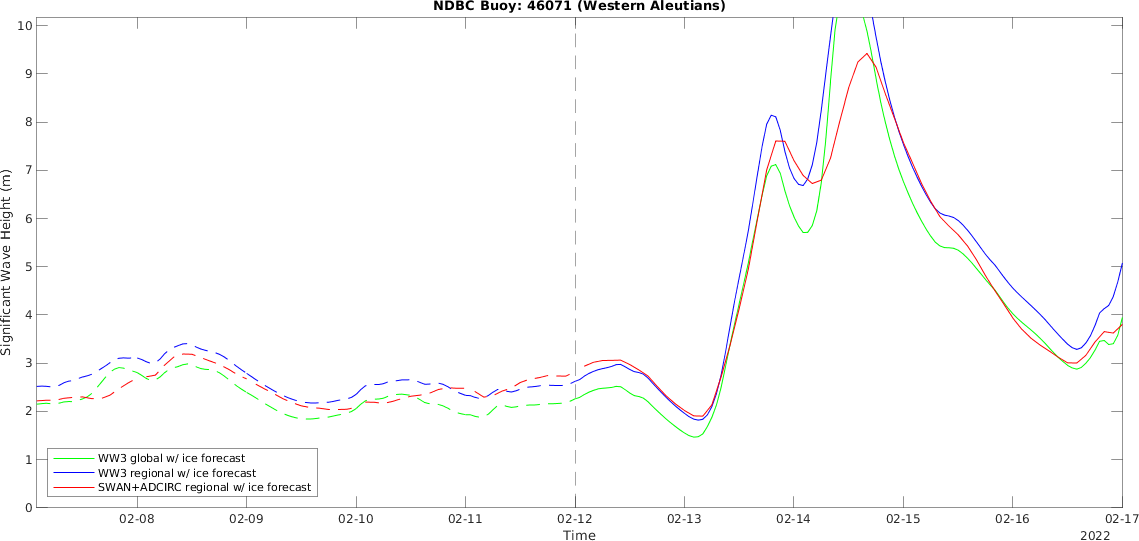 NDBC Buoy: 46071 (Western Aleutians)
Significant Wave Height (m)
10
9
8
7
6
5
4
3
2
1
0
WW3 global w/ ice forecast
WW3 regional w/ ice forecast
SWAN+ADCIRC regional w/ ice forecast
02-08 02-09 02-10 02-11 02-12 02-13 02-14 02-15 02-16 02-17
Time
2022